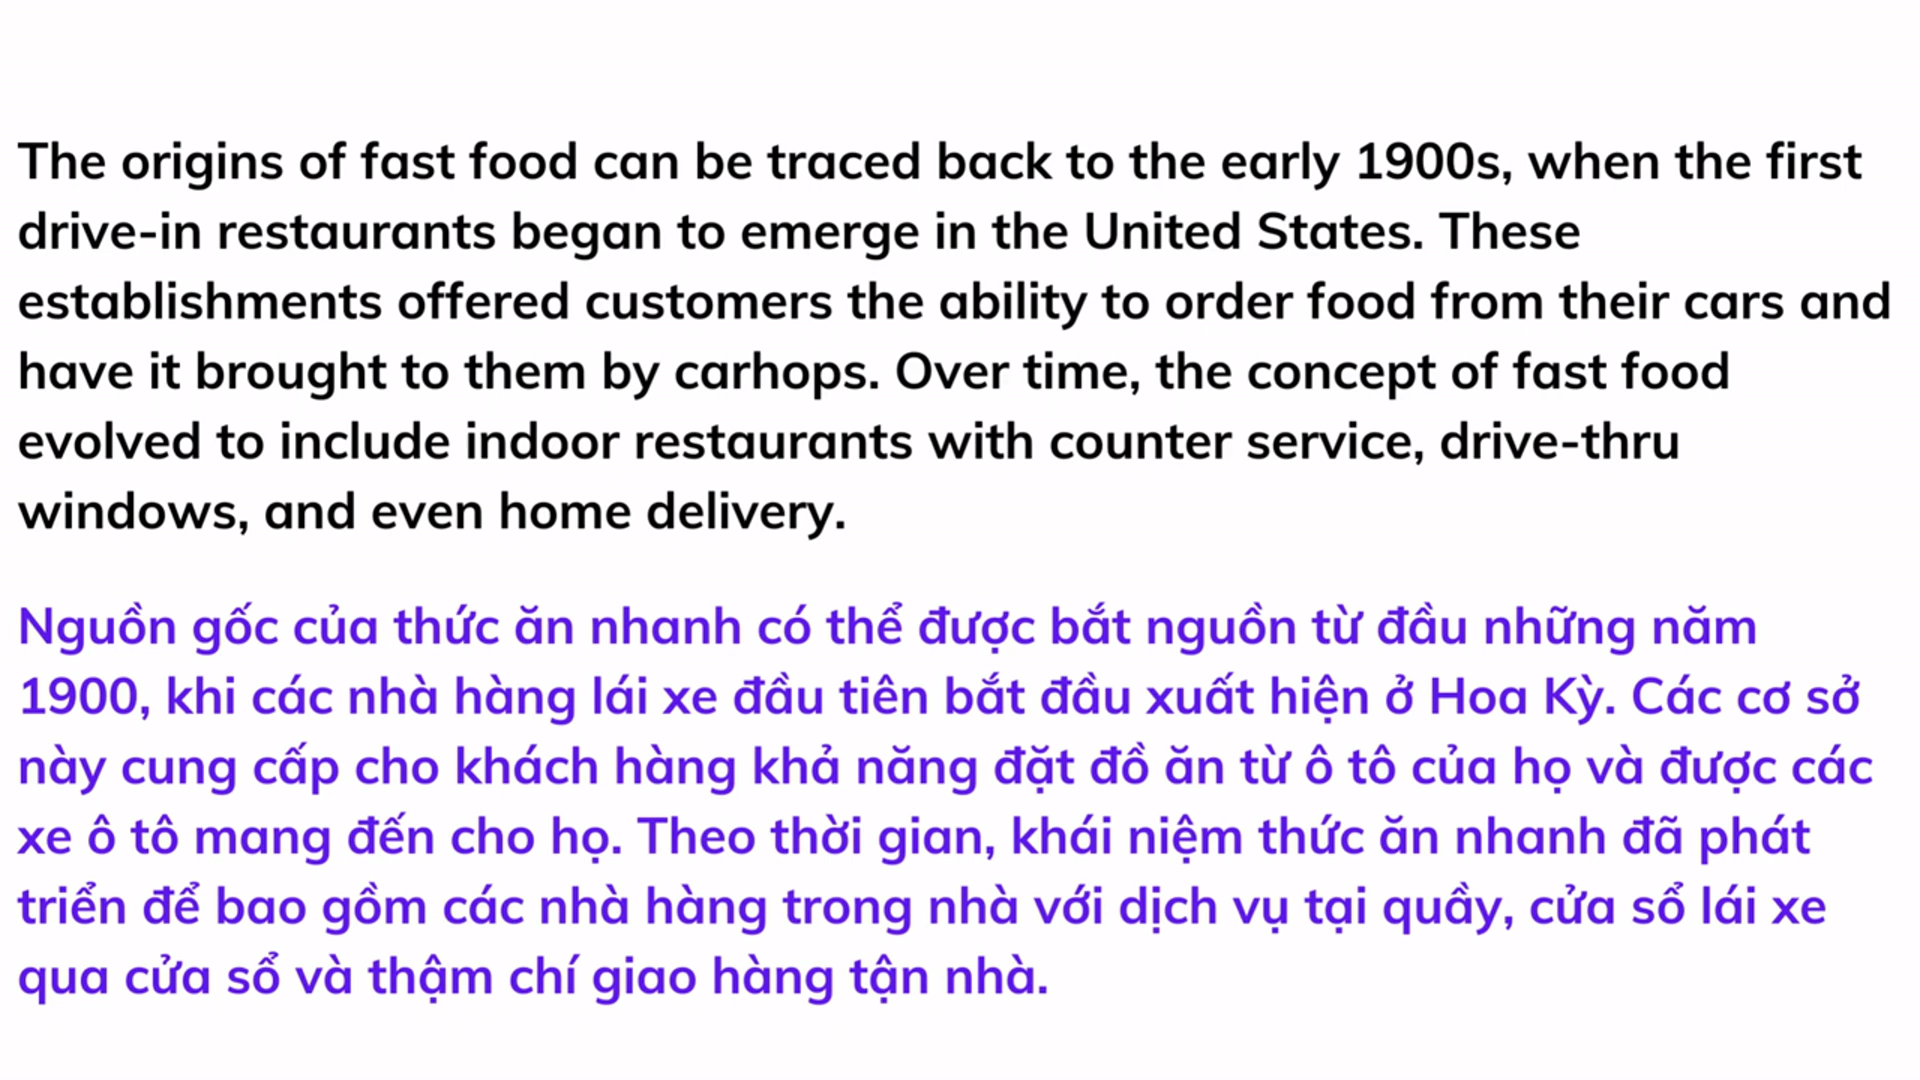 The origins of fast food can be traced back to the early 1900s, when the first
drive-in restaurants began to emerge in the United States. These
establishments offered customers the ability to order food from their cars and
have it brought to them by carhops. Over time, the concept of fast food
evolved to include indoor restaurants with counter service, drive-thru
windows, and even home delivery.
Nguồn gốc của thức ăn nhanh có thể được bắt nguồn từ đầu những năm
1900, khi các nhà hàng lái xe đầu tiên bắt đầu xuất hiện ở Hoa Kỳ. Các cơ sở
này cung cấp cho khách hàng khả năng đặt đồ ăn từ ô tô của họ và được các
xe ô tô mang đến cho họ. Theo thời gian, khái niệm thức ăn nhanh đã phát
triển để bao gồm các nhà hàng trong nhà với dịch vụ tại quầy, cửa sổ lái xe
qua cửa sổ và thậm chí giao hàng tận nhà.